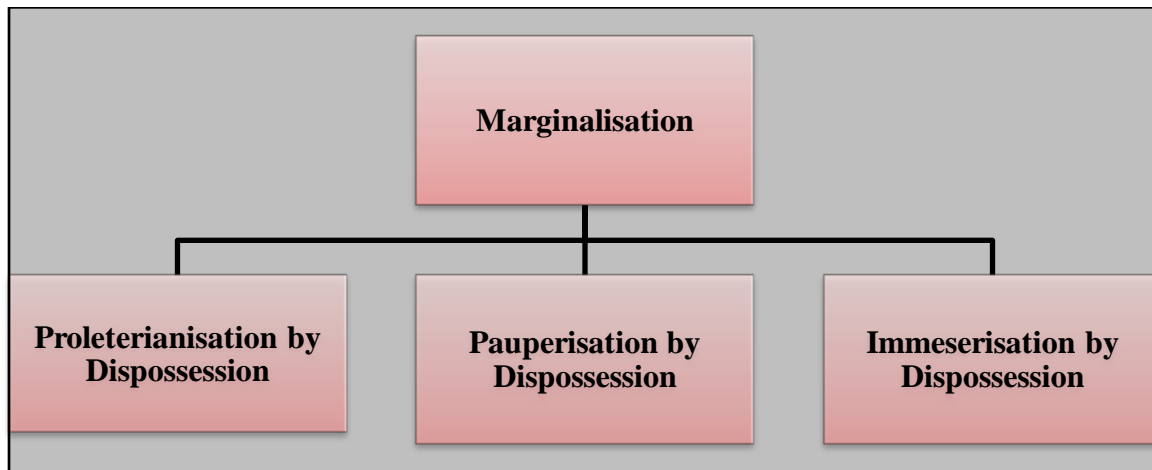 Marginalisation
Proleterianisation by
Dispossession
Pauperisation by
Dispossession
Immeserisation by
Dispossession